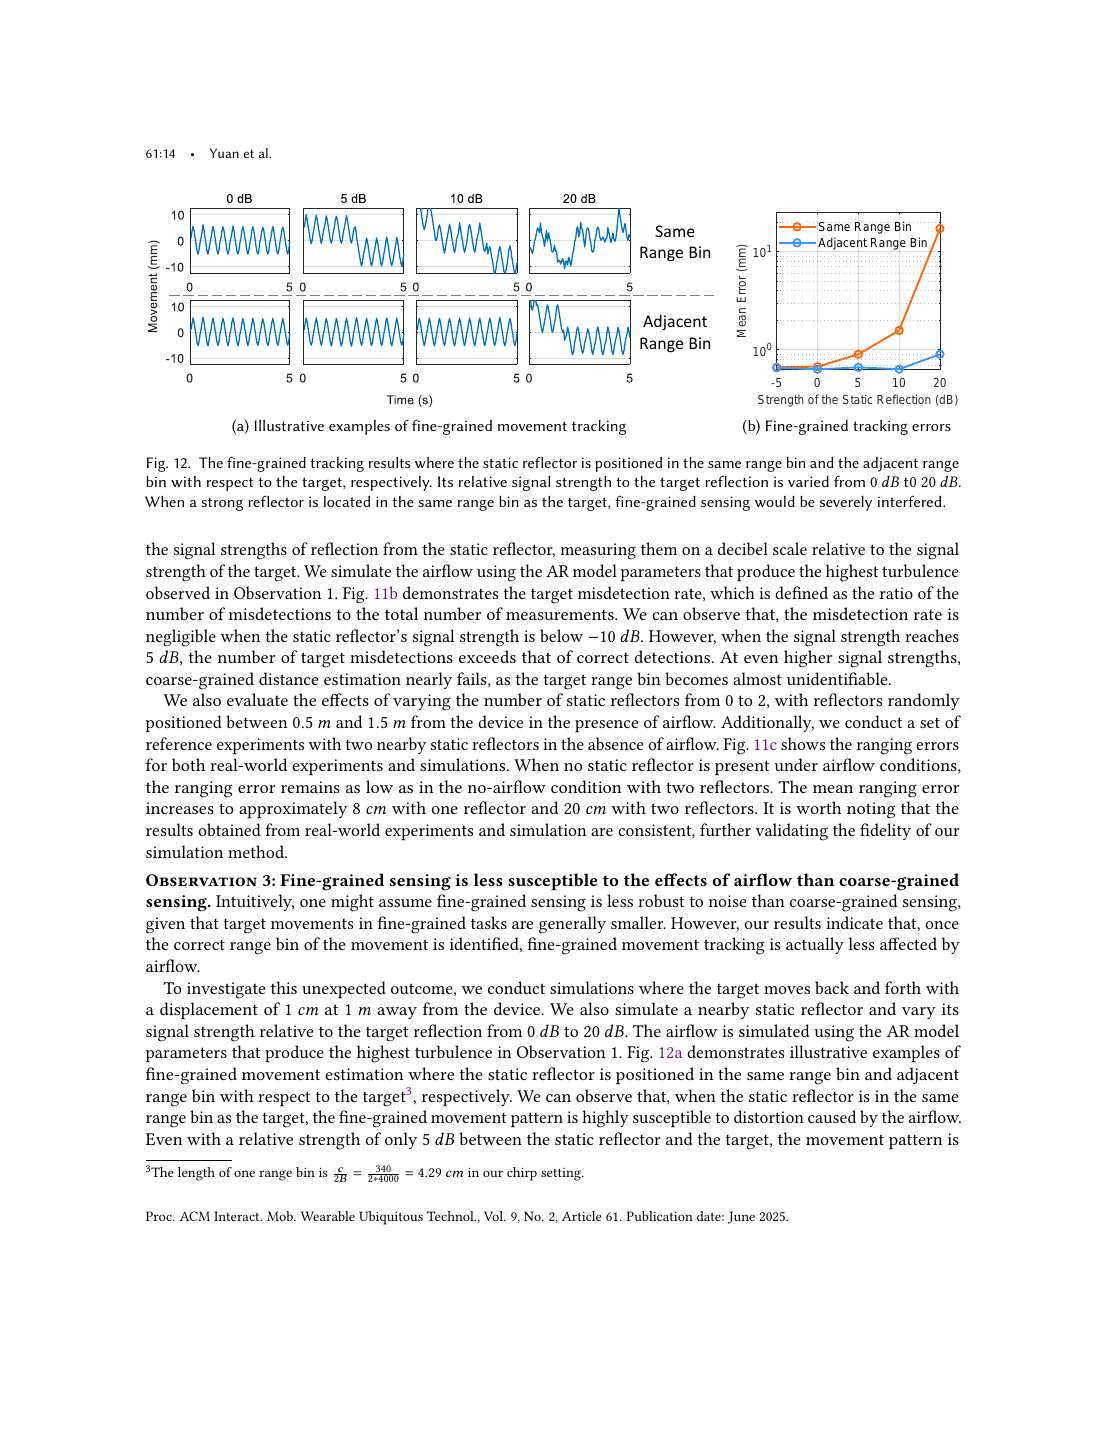 61:14 • Yuan et al.
0 dB 5 dB 10 dB 20 dB
Movement (mm)
10
0
-10
0 5 0 5 0 5 0 5
Same
Range Bin
10
0
-10
0 5 0 5 0 5 0 5
Adjacent
Range Bin
Time (s)
(a) Illustrative examples of fine-grained movement tracking
Same Range Bin
Adjacent Range Bin
Mean Error (mm)
10¹
10⁰
-5 0 5 10 20
Strength of the Static Reflection (dB)
(b) Fine-grained tracking errors
Fig. 12. The fine-grained tracking results where the static reflector is positioned in the same range bin and the adjacent range
bin with respect to the target, respectively. Its relative signal strength to the target reflection is varied from 0 dB t0 20 dB.
When a strong reflector is located in the same range bin as the target, fine-grained sensing would be severely interfered.
the signal strengths of reflection from the static reflector, measuring them on a decibel scale relative to the signal
strength of the target. We simulate the airflow using the AR model parameters that produce the highest turbulence
observed in Observation 1. Fig. 11b demonstrates the target misdetection rate, which is defined as the ratio of the
number of misdetections to the total number of measurements. We can observe that, the misdetection rate is
negligible when the static reflector's signal strength is below −10 dB. However, when the signal strength reaches
5 dB, the number of target misdetections exceeds that of correct detections. At even higher signal strengths,
coarse-grained distance estimation nearly fails, as the target range bin becomes almost unidentifiable.
We also evaluate the effects of varying the number of static reflectors from 0 to 2, with reflectors randomly
positioned between 0.5 m and 1.5 m from the device in the presence of airflow. Additionally, we conduct a set of
reference experiments with two nearby static reflectors in the absence of airflow. Fig. 11c shows the ranging errors
for both real-world experiments and simulations. When no static reflector is present under airflow conditions,
the ranging error remains as low as in the no-airflow condition with two reflectors. The mean ranging error
increases to approximately 8 cm with one reflector and 20 cm with two reflectors. It is worth noting that the
results obtained from real-world experiments and simulation are consistent, further validating the fidelity of our
simulation method.
Observation 3: Fine-grained sensing is less susceptible to the effects of airflow than coarse-grained
sensing. Intuitively, one might assume fine-grained sensing is less robust to noise than coarse-grained sensing,
given that target movements in fine-grained tasks are generally smaller. However, our results indicate that, once
the correct range bin of the movement is identified, fine-grained movement tracking is actually less affected by
airflow.
To investigate this unexpected outcome, we conduct simulations where the target moves back and forth with
a displacement of 1 cm at 1 m away from the device. We also simulate a nearby static reflector and vary its
signal strength relative to the target reflection from 0 dB to 20 dB. The airflow is simulated using the AR model
parameters that produce the highest turbulence in Observation 1. Fig. 12a demonstrates illustrative examples of
fine-grained movement estimation where the static reflector is positioned in the same range bin and adjacent
range bin with respect to the target³, respectively. We can observe that, when the static reflector is in the same
range bin as the target, the fine-grained movement pattern is highly susceptible to distortion caused by the airflow.
Even with a relative strength of only 5 dB between the static reflector and the target, the movement pattern is
³The length of one range bin is c/2B = 340/2∗4000 = 4.29 cm in our chirp setting.
Proc. ACM Interact. Mob. Wearable Ubiquitous Technol., Vol. 9, No. 2, Article 61. Publication date: June 2025.